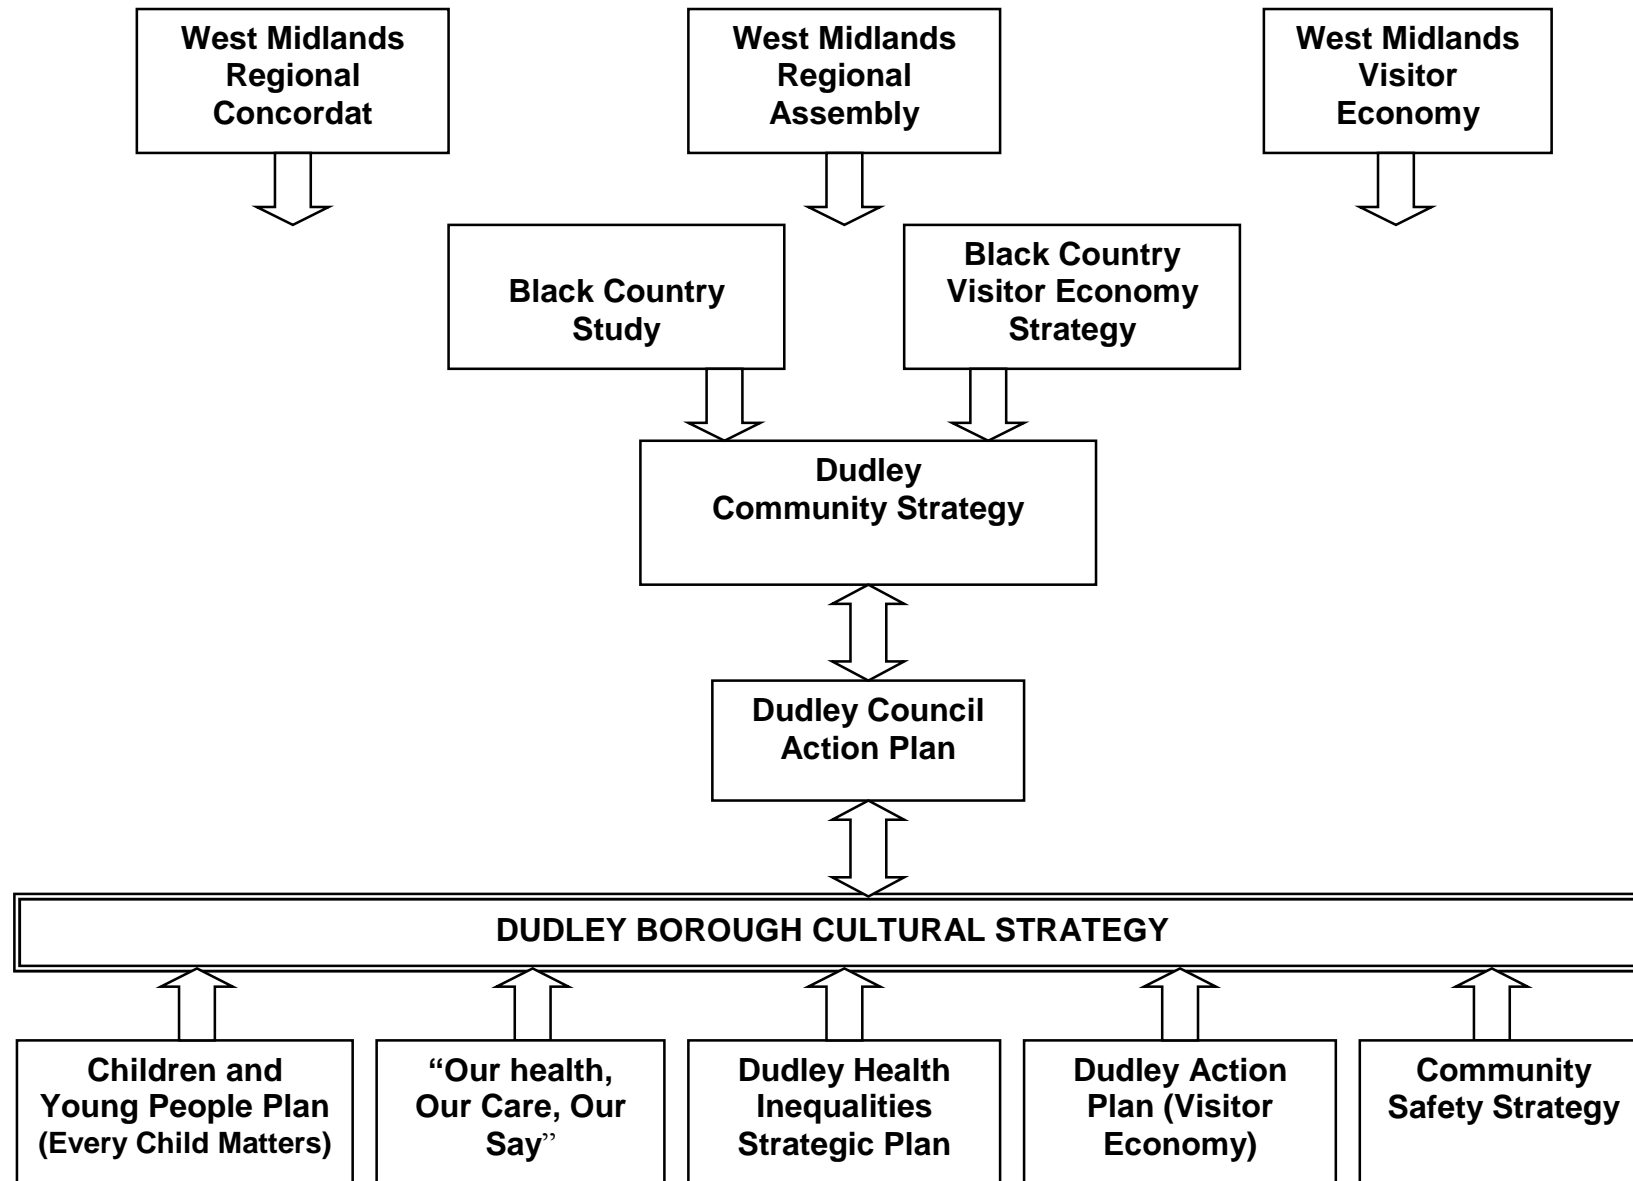 West Midlands
Regional
Concordat
West Midlands
Regional
Assembly
West Midlands
Visitor
Economy
Black Country
Study
Black Country
Visitor Economy
Strategy
Dudley
Community Strategy
Dudley Council
Action Plan
DUDLEY BOROUGH CULTURAL STRATEGY
Children and
Young People Plan
(Every Child Matters)
“Our health,
Our Care, Our
Say”
Dudley Health
Inequalities
Strategic Plan
Dudley Action
Plan (Visitor
Economy)
Community
Safety Strategy